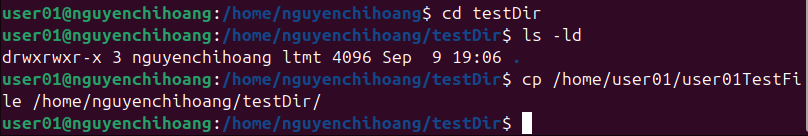 user01@nguyenchihoang:/home/nguyenchihoang$ cd testDir
user01@nguyenchihoang:/home/nguyenchihoang/testDir$ ls -ld
drwxrwxr-x 3 nguyenchihoang ltmt 4096 Sep  9 19:06 .
user01@nguyenchihoang:/home/nguyenchihoang/testDir$ cp /home/user01/user01TestFi
le /home/nguyenchihoang/testDir/
user01@nguyenchihoang:/home/nguyenchihoang/testDir$